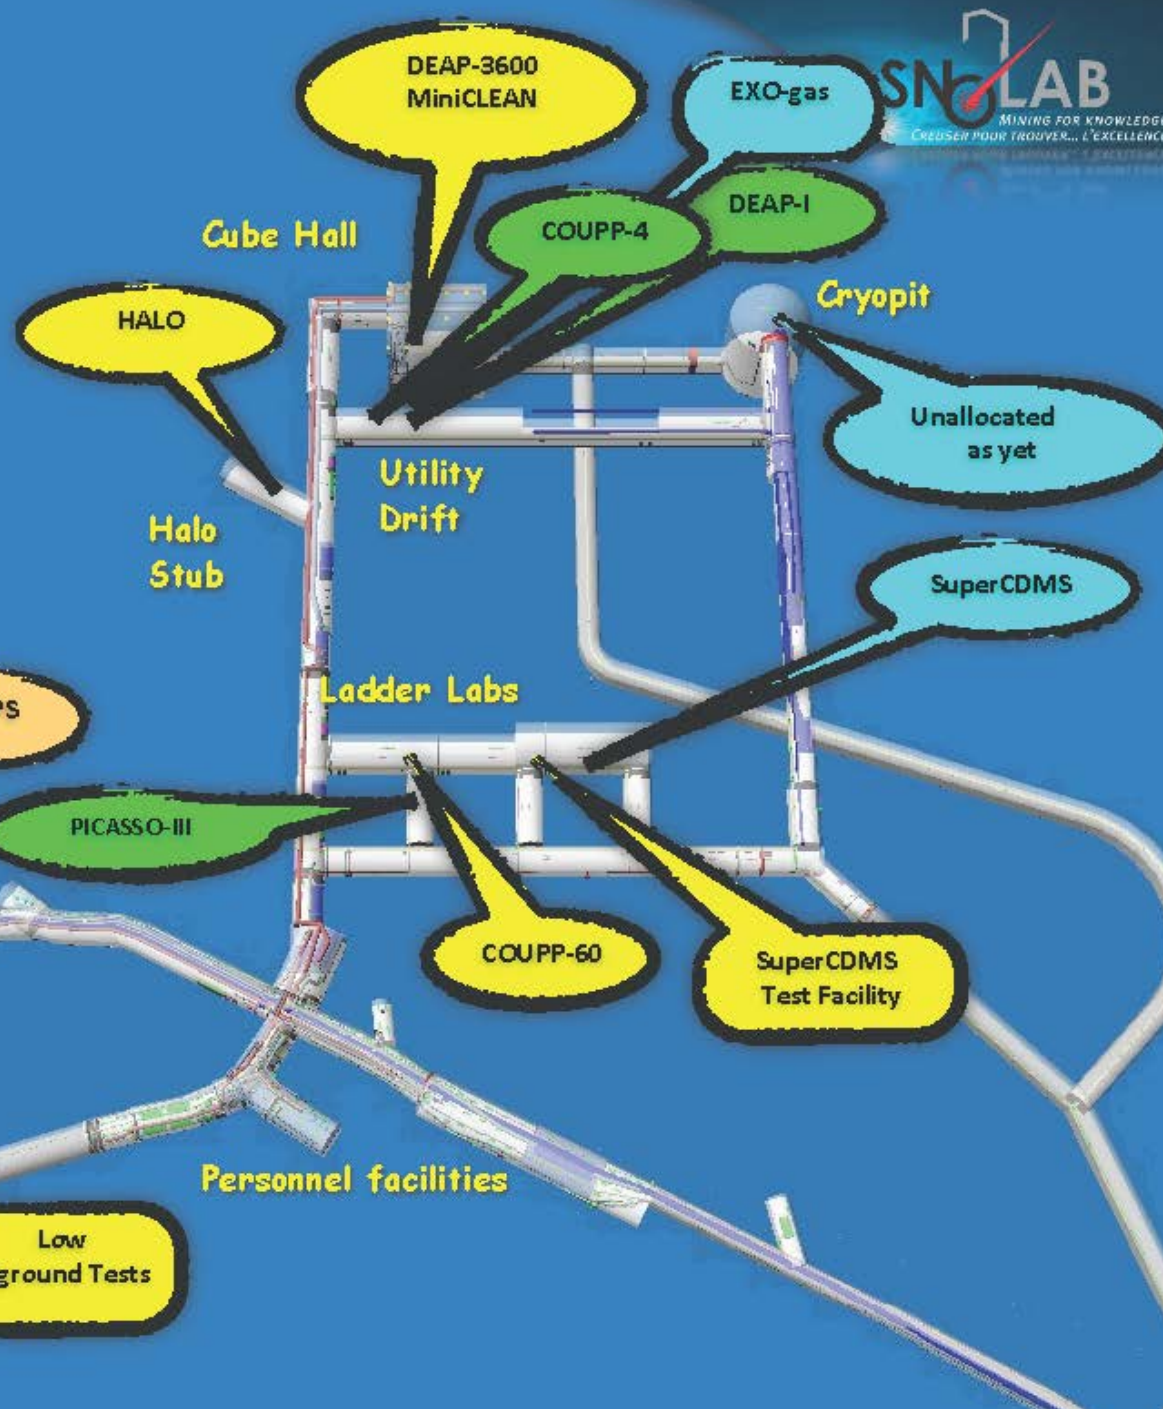 DEAP-3600
MiniCLEAN
EXO-gas
SNOLAB
MINING FOR KNOWLEDGE
CREUSER POUR TROUVER... L'EXCELLENCE
COUPP-4
DEAP-I
Cube Hall
Cryopit
HALO
Unallocated
as yet
Utility
Drift
Halo
Stub
SuperCDMS
Ladder Labs
PICASSO-III
COUPP-60
SuperCDMS
Test Facility
Personnel facilities
Low
ground Tests